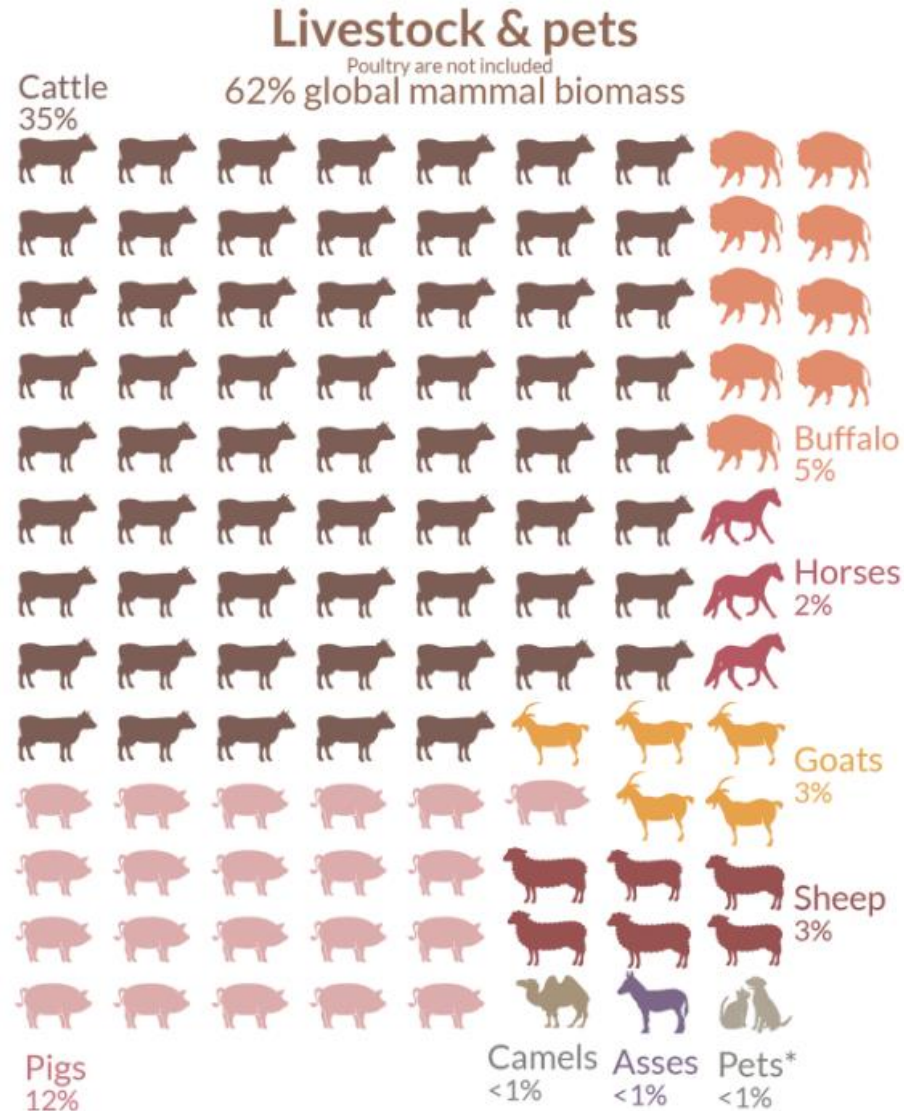 Livestock & pets
Poultry are not included
62% global mammal biomass
Cattle
35%
Buffalo
5%
Horses
2%
Goats
3%
Sheep
3%
Pigs
12%
Camels
<1%
Asses
<1%
Pets*
<1%